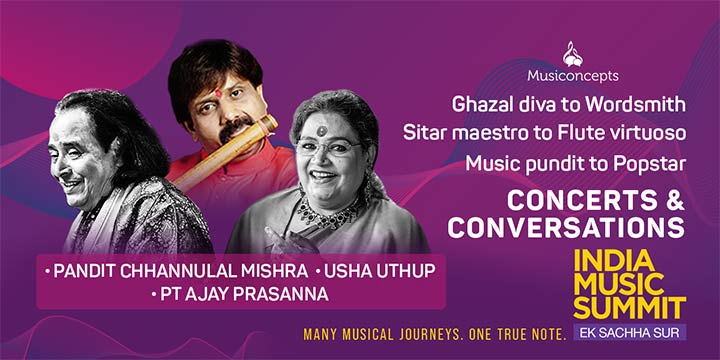 Musiconcepts
Ghazal diva to Wordsmith
Sitar maestro to Flute virtuoso
Music pundit to Popstar
CONCERTS &
CONVERSATIONS
• PANDIT CHHANNULAL MISHRA • USHA UTHUP
• PT AJAY PRASANNA
INDIA
MUSIC
SUMMIT
EK SACHHA SUR
MANY MUSICAL JOURNEYS. ONE TRUE NOTE.